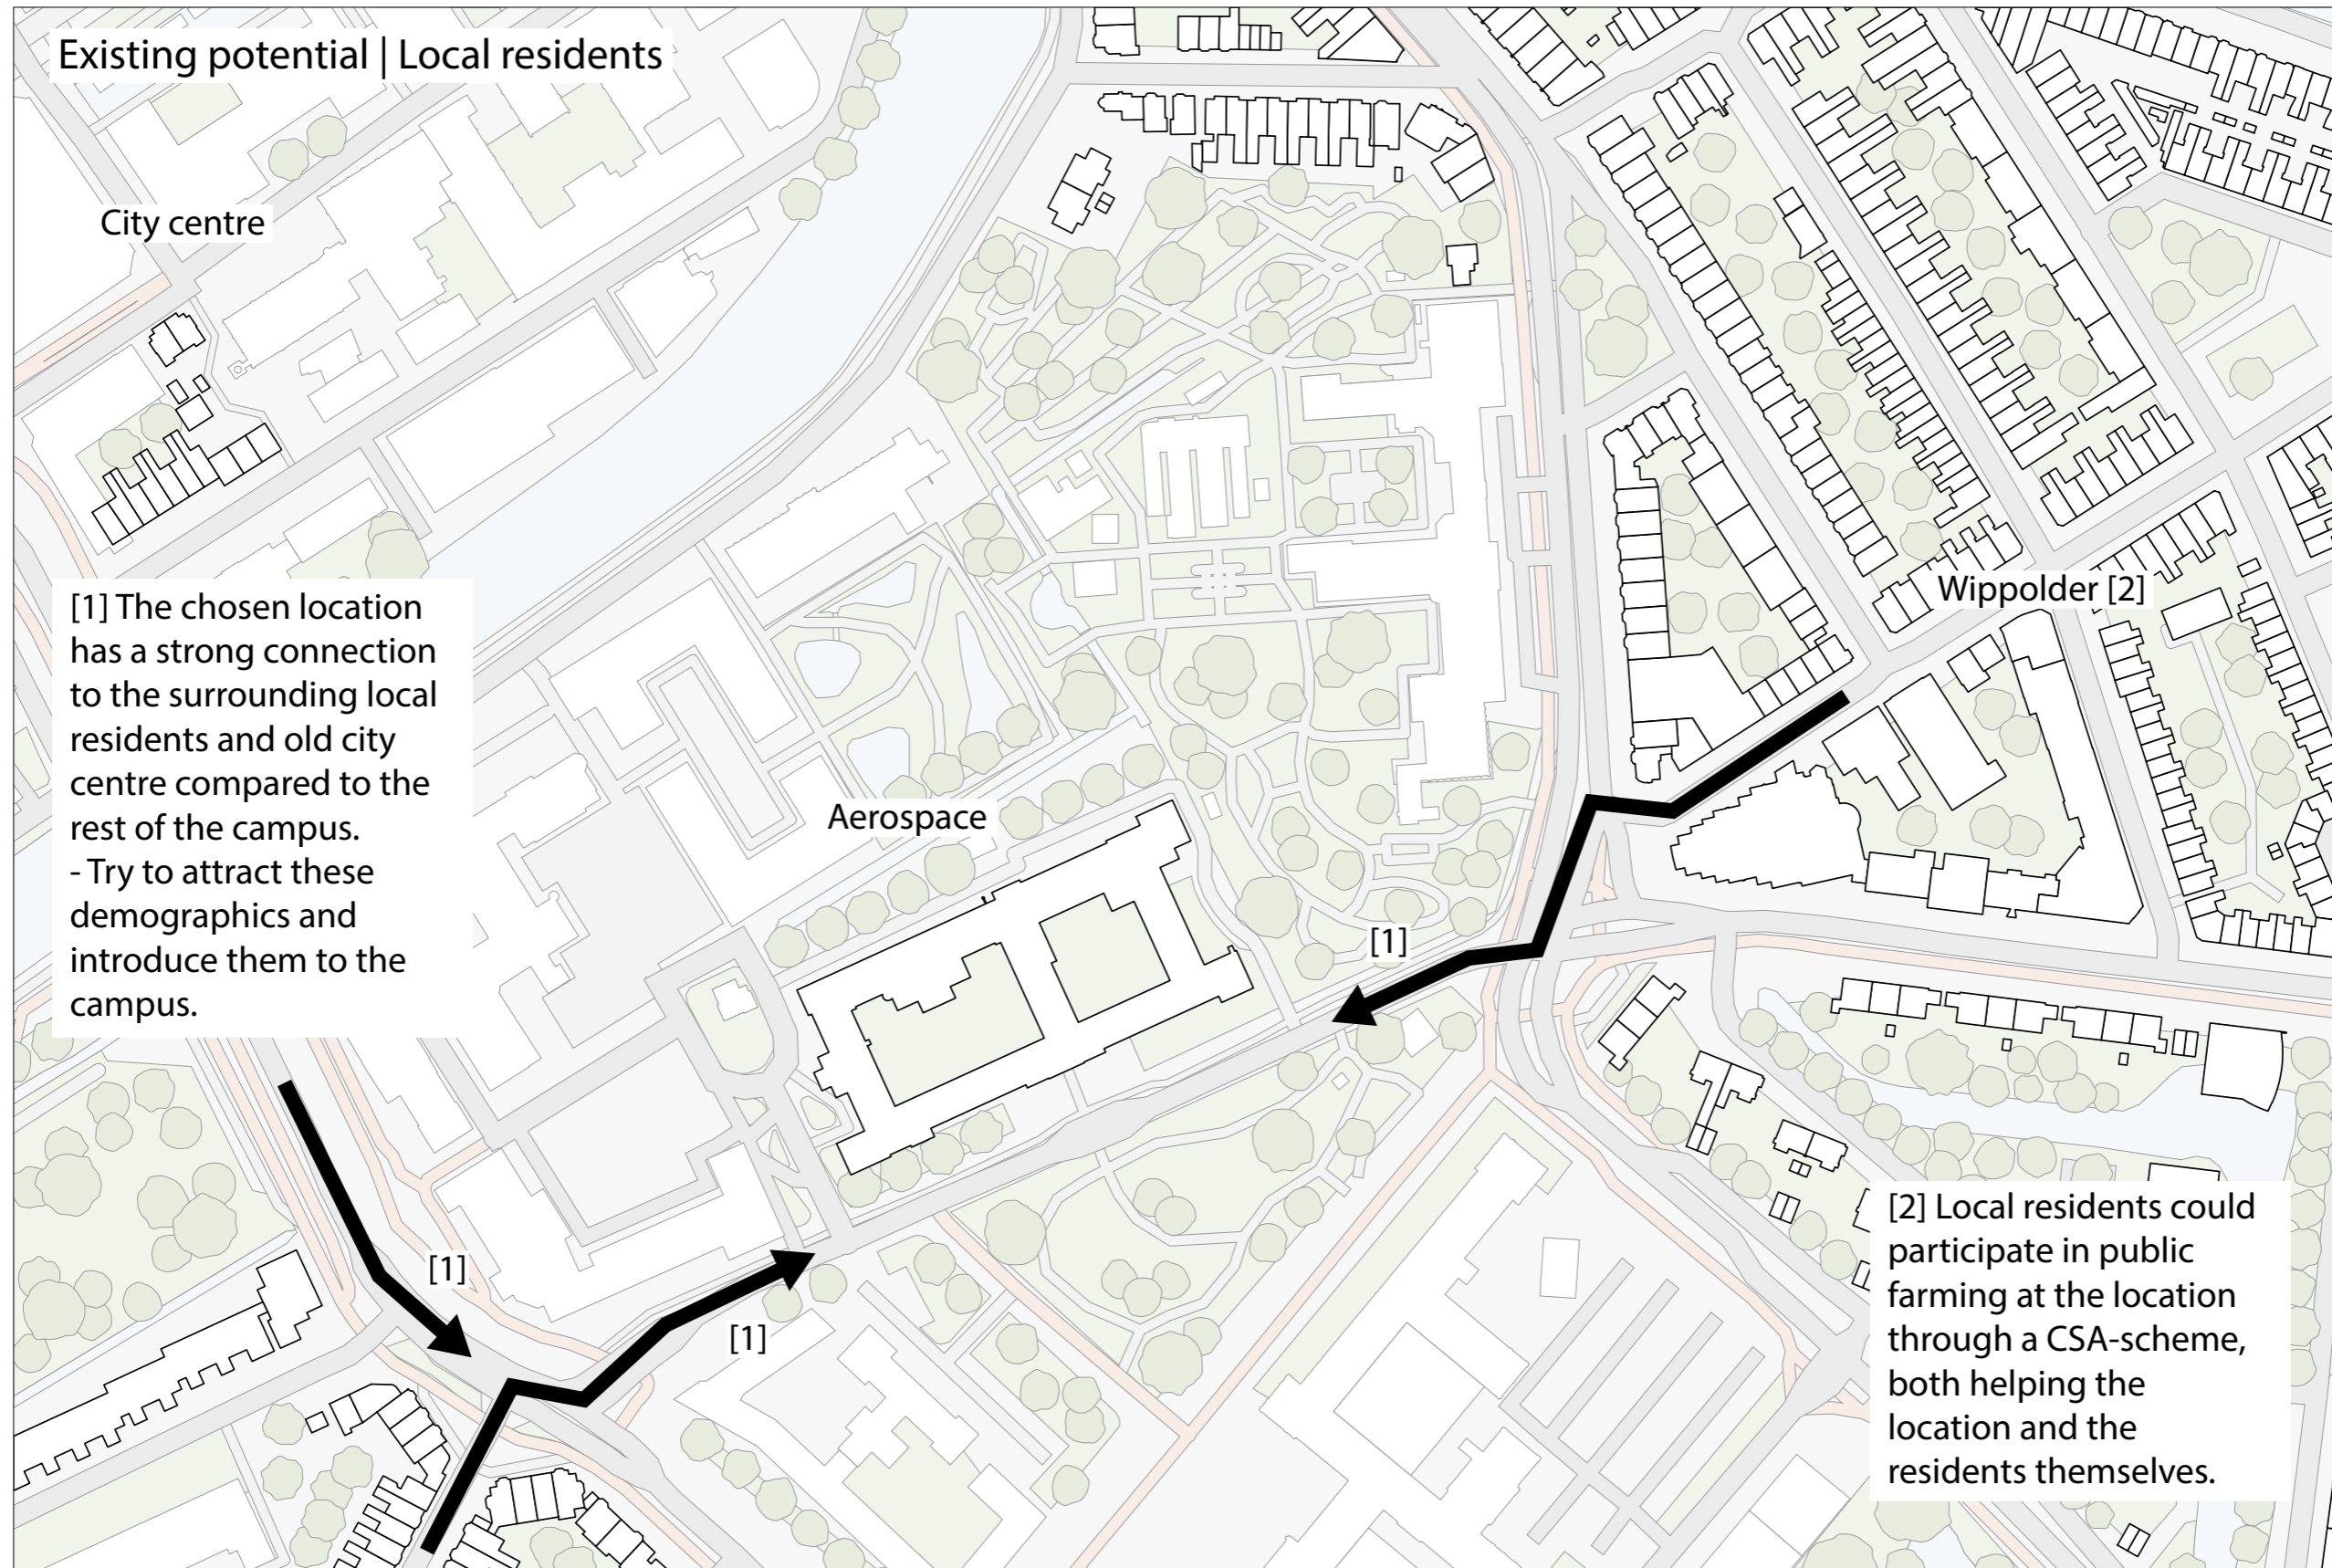 Existing potential | Local residents
City centre
Wippolder [2]
[1] The chosen location
has a strong connection
to the surrounding local
residents and old city
centre compared to the
rest of the campus.
- Try to attract these
demographics and
introduce them to the
campus.
Aerospace
[1]
[1]
[1]
[2] Local residents could
participate in public
farming at the location
through a CSA-scheme,
both helping the
location and the
residents themselves.